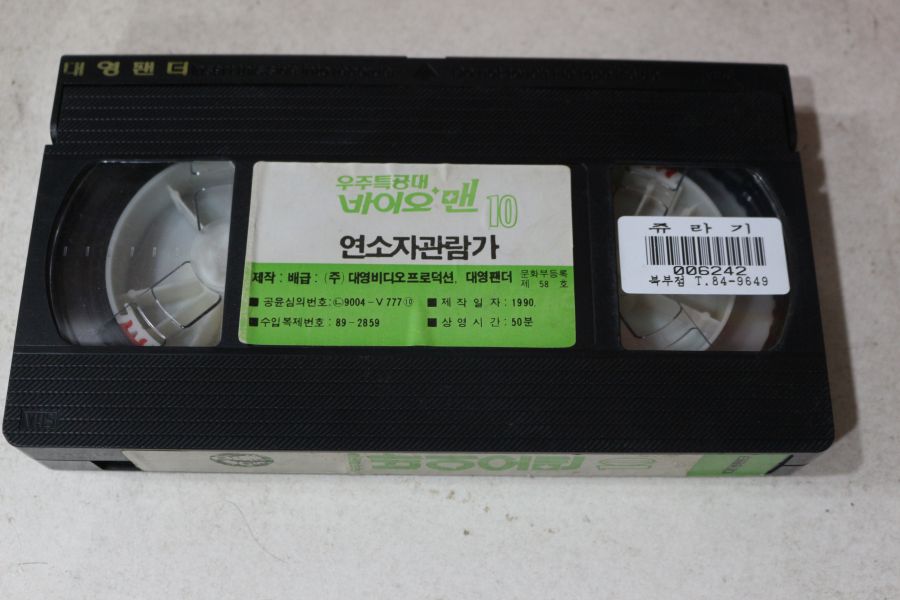 대영팬더
우주특공대
바이오맨 10
연소자관람가
제작 : 배급 : (주) 대영비디오프로덕션. 대영팬더 문화부등록 제 58 호
■ 공윤심의번호:㉡9004-V777⑩ ■ 제작일자:1990.
■ 수입복제번호: 89-2859 ■ 상영시간:50분
쥬라기
006242
복부점 T.84-9649
VHS
10